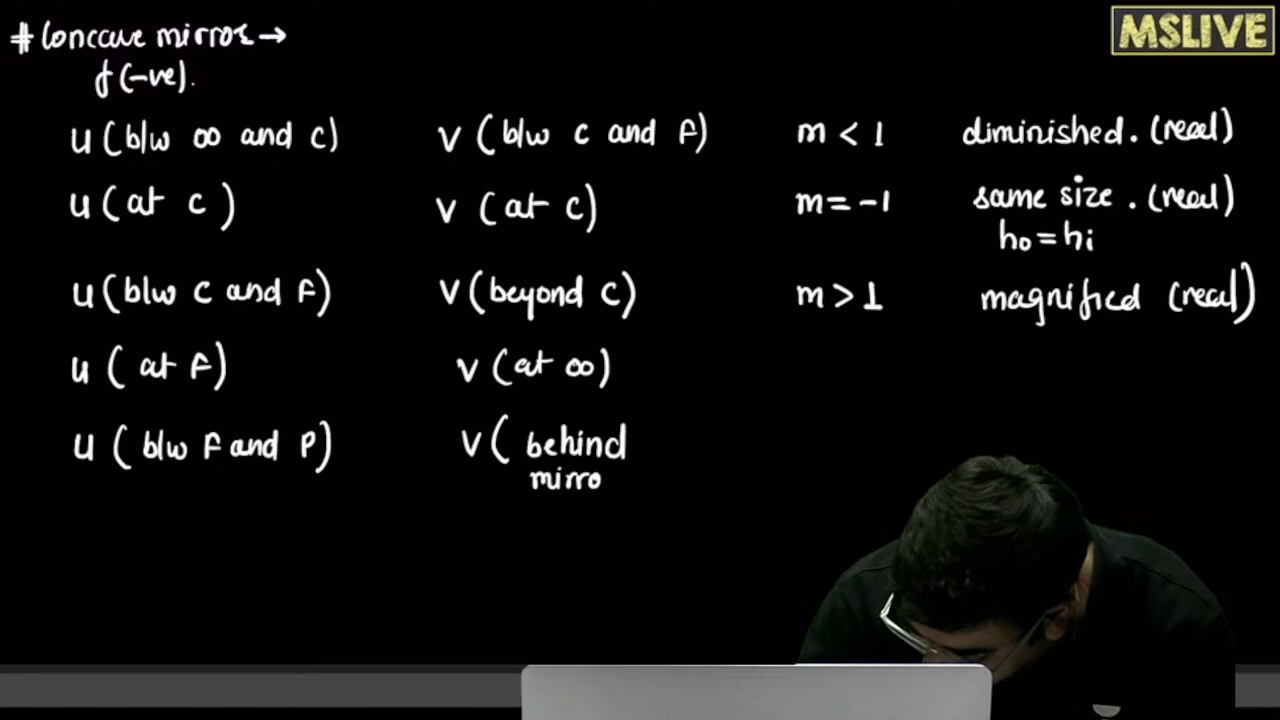 # Concave mirror →
f (-ve).
MSLIVE
u (b/w ∞ and C) v (b/w C and F) m < 1 diminished. (real)
u (at C) v (at C) m = -1 same size. (real)
ho = hi
u (b/w C and F) v (beyond C) m > 1 magnified (real)
u (at F) v (at ∞)
u (b/w F and P) v ( behind
mirro